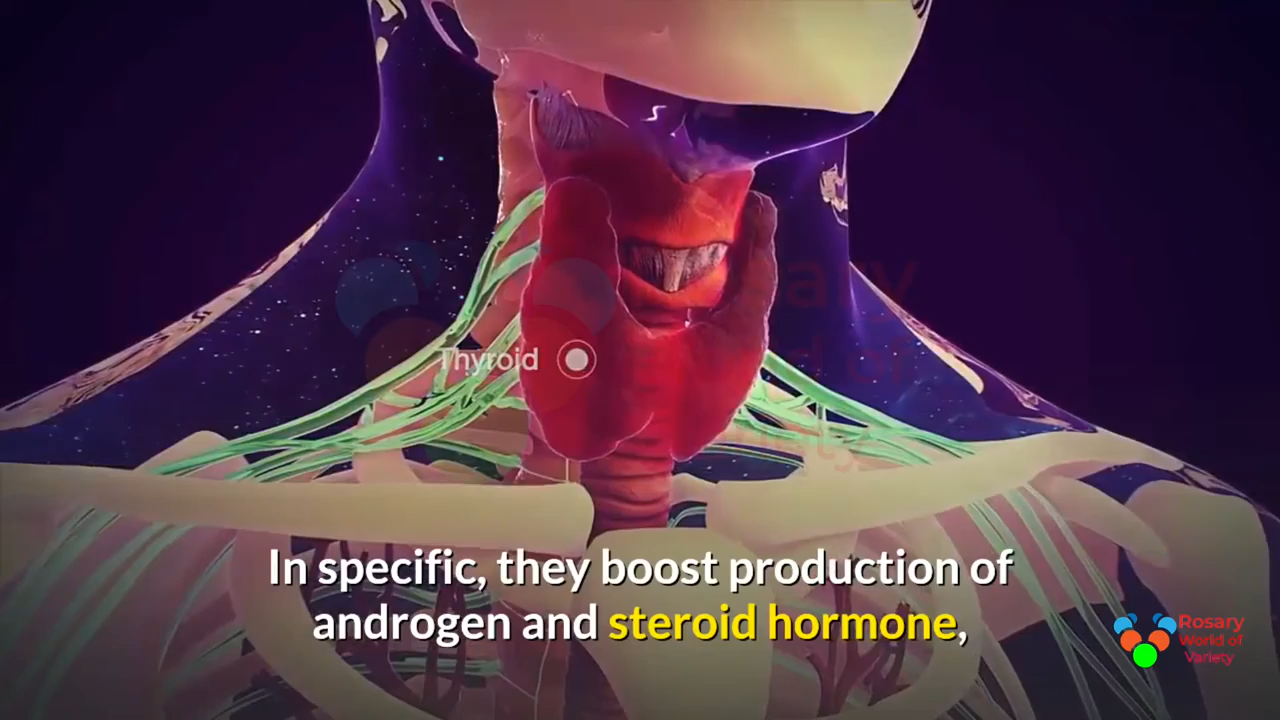 Thyroid
In specific, they boost production of
androgen and steroid hormone,
Rosary
World of
Variety